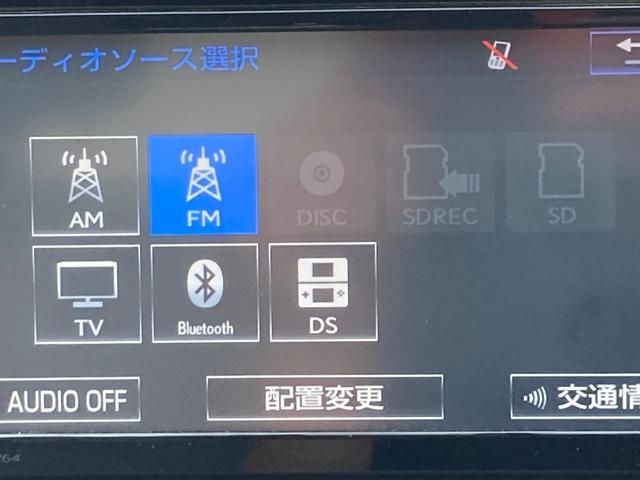 ーディオソース選択
AM
FM
DISC
SDREC
SD
TV
Bluetooth
DS
AUDIO OFF
配置変更
交通情